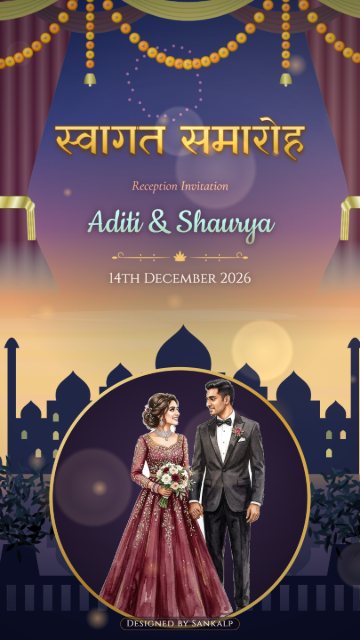 स्वागत समारोह
Reception Invitation
Aditi & Shaurya
14th December 2026
Designed by Sankalp